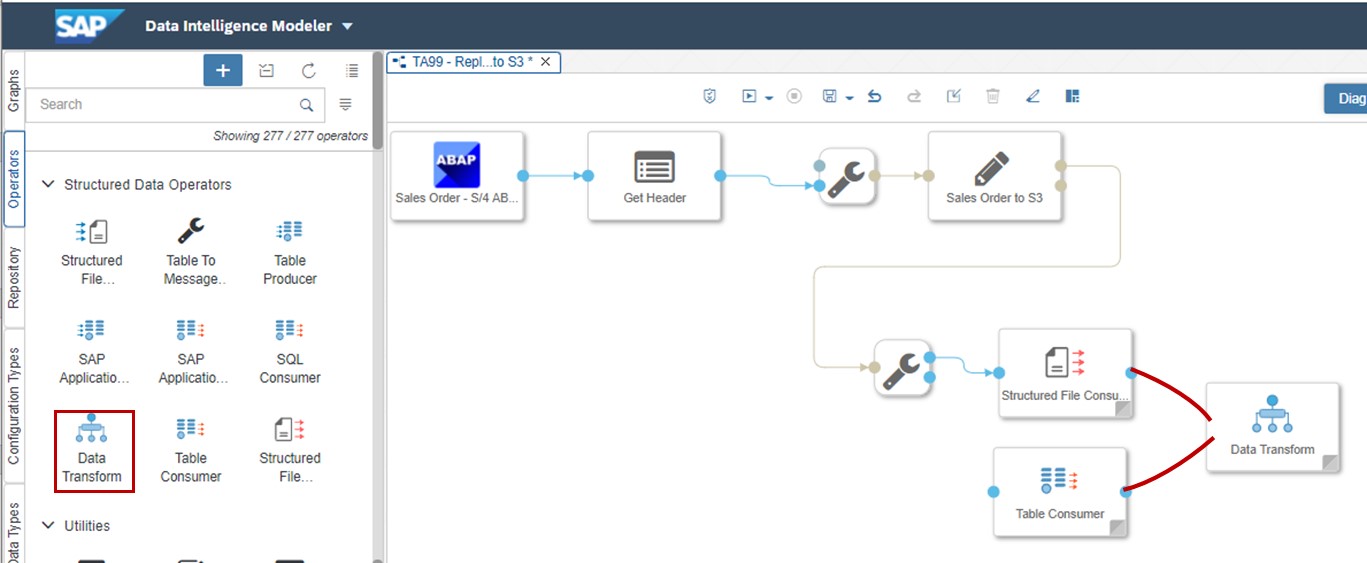 SAP
Data Intelligence Modeler
TA99 - Repl...to S3 *
Search
Showing 277 / 277 operators
Graphs
Operators
Repository
Configuration Types
Data Types
Structured Data Operators
Structured
File...
Table To
Message..
Table
Producer
SAP
Applicatio...
SAP
Applicatio...
SQL
Consumer
Data
Transform
Table
Consumer
Structured
File...
Utilities
Diag
ABAP
Sales Order - S/4 AB...
Get Header
Sales Order to S3
Structured File Consu...
Table Consumer
Data Transform